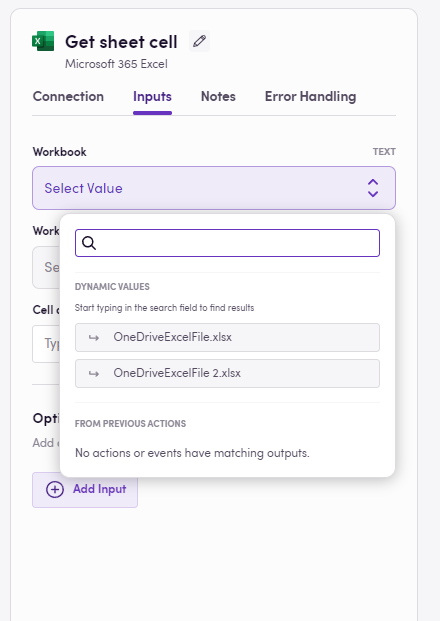 Get sheet cell
Microsoft 365 Excel
Connection Inputs Notes Error Handling
Workbook TEXT
Select Value
Work
Se
DYNAMIC VALUES
Start typing in the search field to find results
Cell
OneDriveExcelFile.xlsx
Typ
OneDriveExcelFile 2.xlsx
Opti
FROM PREVIOUS ACTIONS
Add
No actions or events have matching outputs.
Add Input